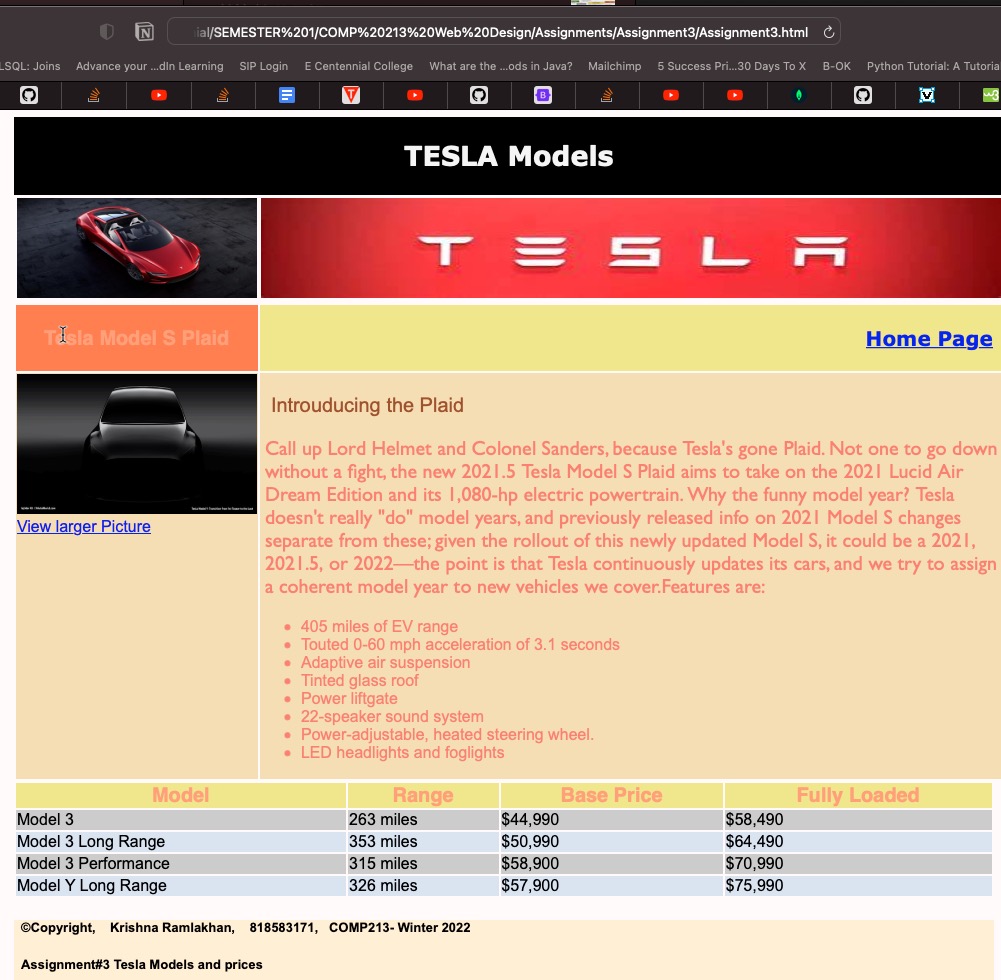 ial/SEMESTER%201/COMP%20213%20Web%20Design/Assignments/Assignment3/Assignment3.html
LSQL: Joins Advance your ...dln Learning SIP Login E Centennial College What are the ...ods in Java? Mailchimp 5 Success Pri...30 Days To X B-OK Python Tutorial: A Tutoria
TESLA Models
TESLA
Tesla Model S Plaid
Home Page
Introuducing the Plaid
Call up Lord Helmet and Colonel Sanders, because Tesla's gone Plaid. Not one to go down
without a fight, the new 2021.5 Tesla Model S Plaid aims to take on the 2021 Lucid Air
Dream Edition and its 1,080-hp electric powertrain. Why the funny model year? Tesla
doesn't really "do" model years, and previously released info on 2021 Model S changes
separate from these; given the rollout of this newly updated Model S, it could be a 2021,
2021.5, or 2022—the point is that Tesla continuously updates its cars, and we try to assign
a coherent model year to new vehicles we cover.Features are:
View larger Picture
• 405 miles of EV range
• Touted 0-60 mph acceleration of 3.1 seconds
• Adaptive air suspension
• Tinted glass roof
• Power liftgate
• 22-speaker sound system
• Power-adjustable, heated steering wheel.
• LED headlights and foglights
Model Range Base Price Fully Loaded
Model 3 263 miles $44,990 $58,490
Model 3 Long Range 353 miles $50,990 $64,490
Model 3 Performance 315 miles $58,900 $70,990
Model Y Long Range 326 miles $57,900 $75,990
©Copyright, Krishna Ramlakhan, 818583171, COMP213- Winter 2022
Assignment#3 Tesla Models and prices